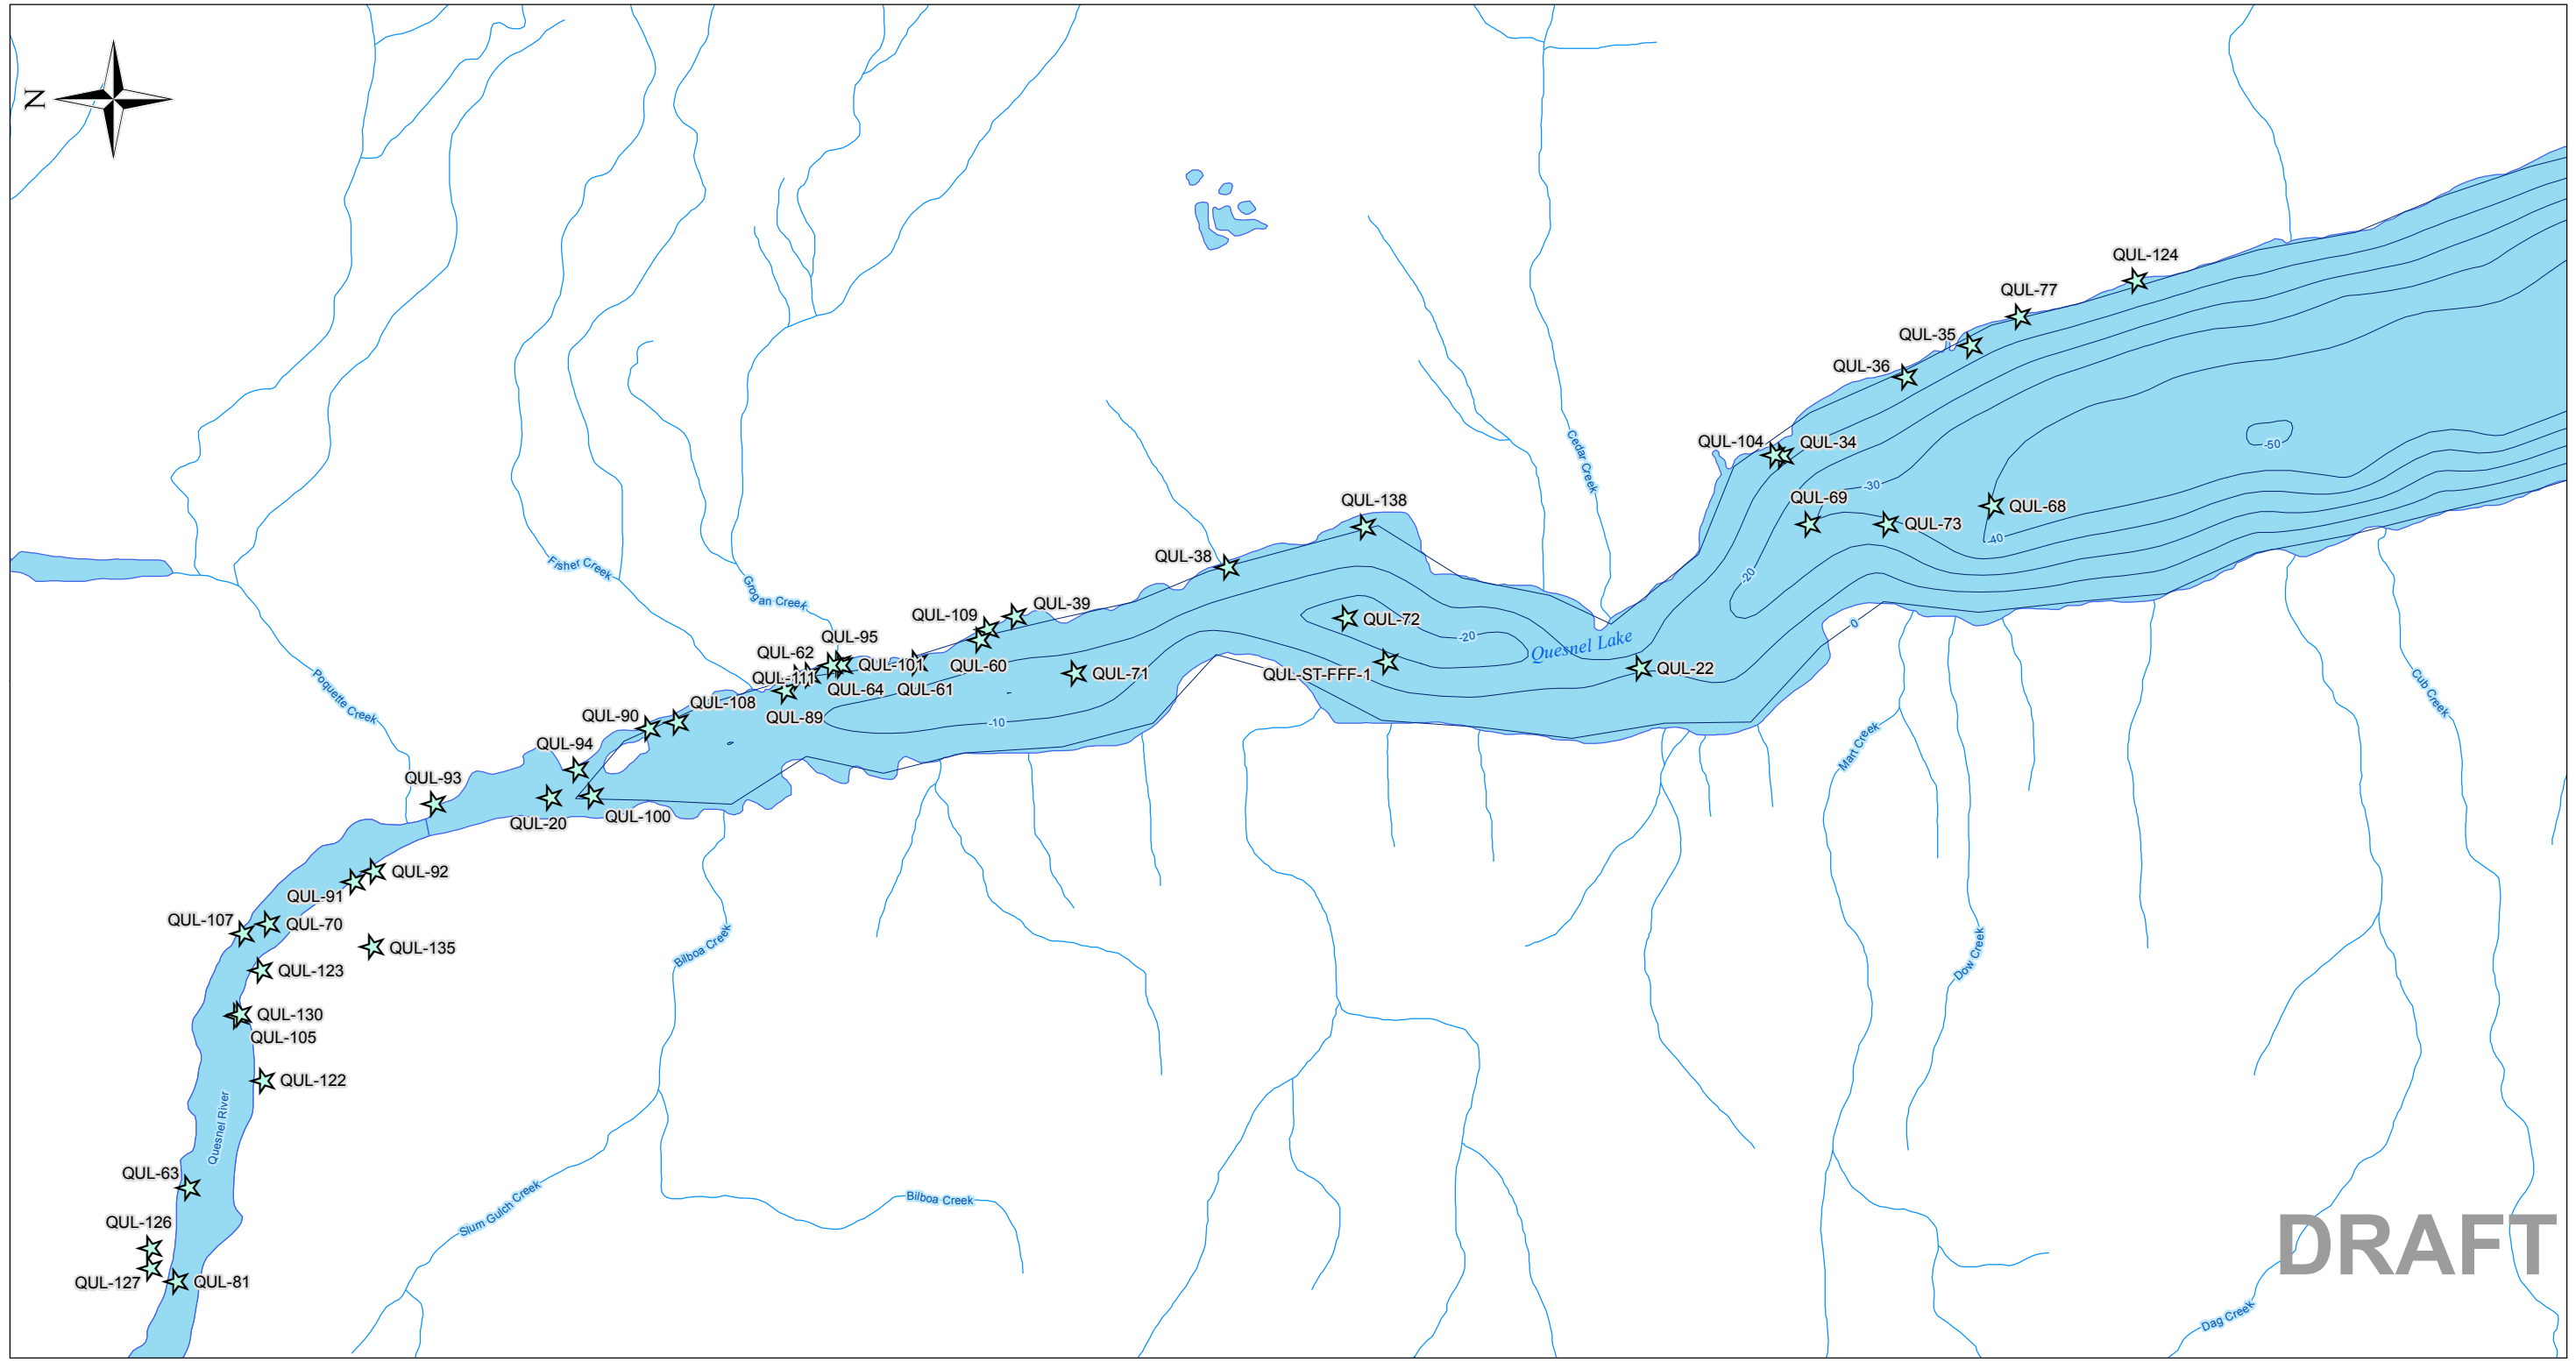 N
QUL-124
QUL-77
QUL-35
QUL-36
QUL-104
QUL-34
-50
Cedar Creek
-30
QUL-69
QUL-138
QUL-68
QUL-73
-40
QUL-38
Fisher Creek
-20
Grogan Creek
QUL-39
QUL-109
QUL-72
0
QUL-95
-20
Quesnel Lake
QUL-62
QUL-101
QUL-60
QUL-22
QUL-71
QUL-ST-FFF-1
QUL-111
QUL-64
QUL-61
Poquette Creek
Cub Creek
QUL-108
QUL-90
QUL-89
-10
QUL-94
Mart Creek
QUL-93
QUL-100
QUL-20
QUL-92
QUL-91
QUL-107
QUL-70
QUL-135
Bilboa Creek
Dow Creek
QUL-123
QUL-130
QUL-105
QUL-122
Quesnel River
QUL-63
Slum Gulch Creek
Bilboa Creek
QUL-126
DRAFT
QUL-127
QUL-81
Dag Creek